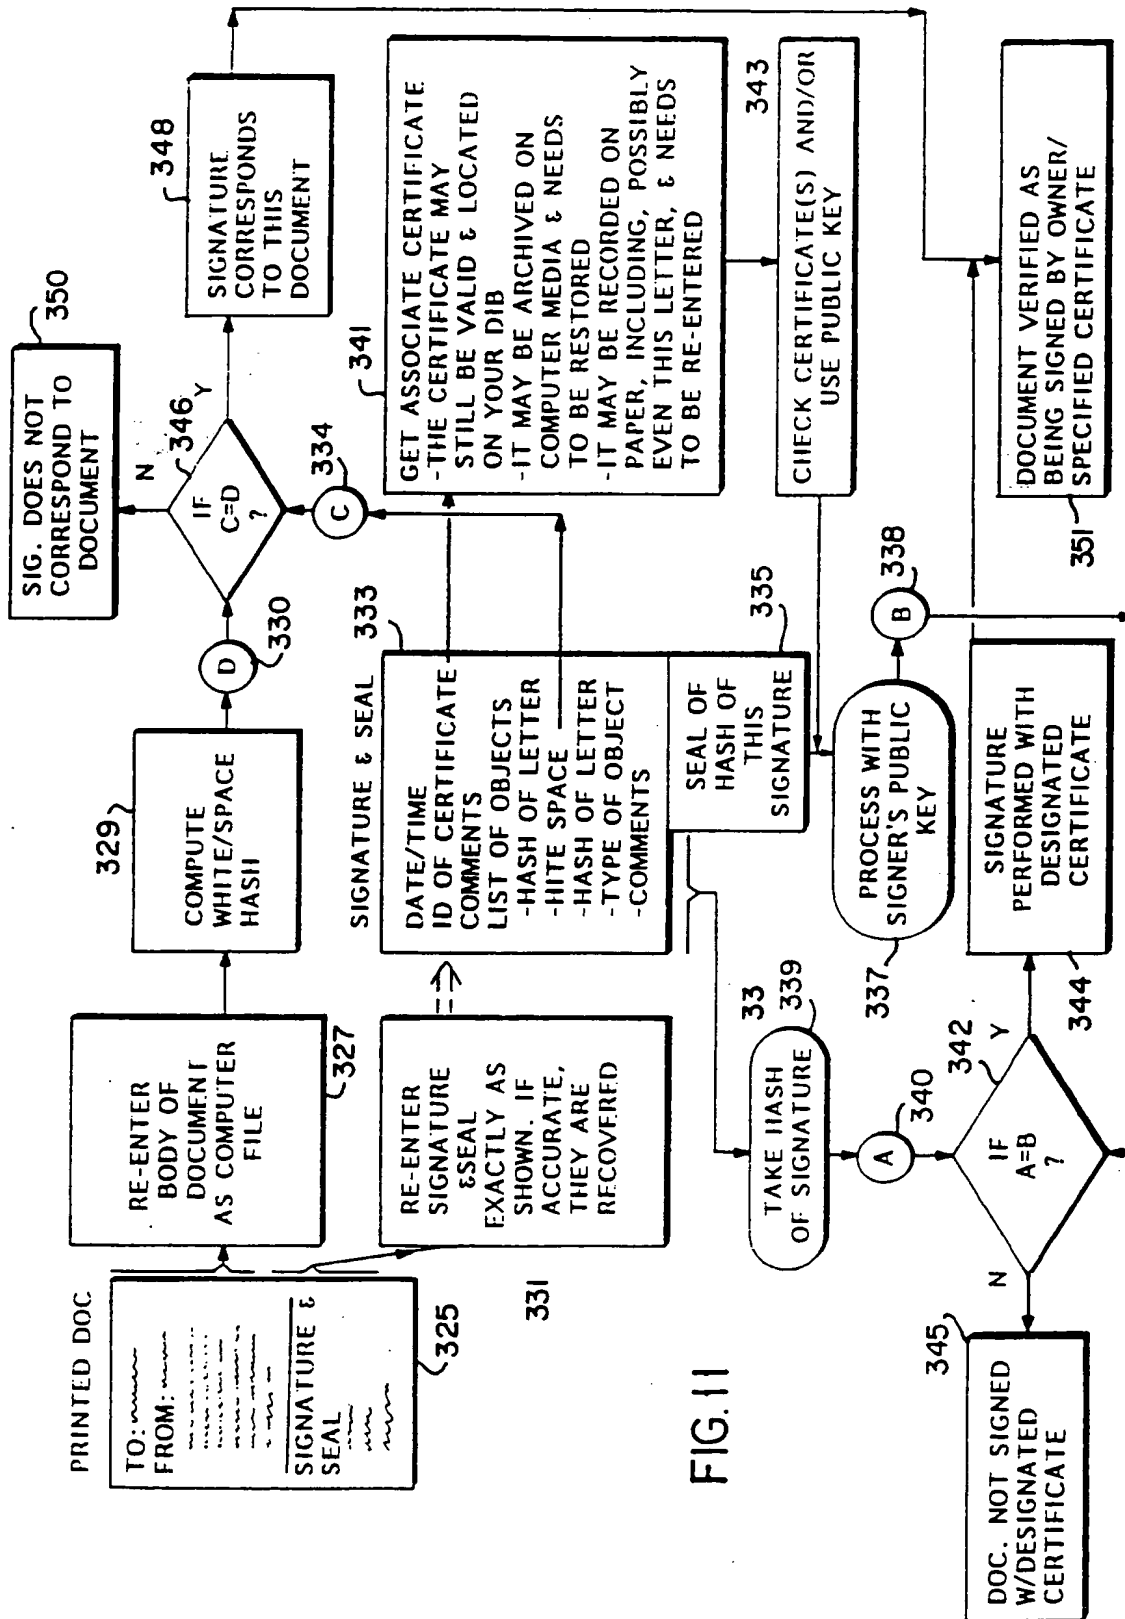 PRINTED DOC
TO:
FROM:
SIGNATURE &
SEAL
325
RE-ENTER
BODY OF
DOCUMENT
AS COMPUTER
FILE
327
COMPUTE
WHITE/SPACE
HASH
329
D
330
IF
C=D
?
346
N
Y
SIG. DOES NOT
CORRESPOND TO
DOCUMENT
350
SIGNATURE
CORRESPONDS
TO THIS
DOCUMENT
348
C
334
331
RE-ENTER
SIGNATURE
&SEAL
EXACTLY AS
SHOWN. IF
ACCURATE,
THEY ARE
RECOVERED
SIGNATURE & SEAL
333
DATE/TIME
ID OF CERTIFICATE
COMMENTS
LIST OF OBJECTS
-HASH OF LETTER
-HITE SPACE
-HASH OF LETTER
-TYPE OF OBJECT
-COMMENTS
SEAL OF
HASH OF
THIS
SIGNATURE
335
341
GET ASSOCIATE CERTIFICATE
-THE CERTIFICATE MAY
STILL BE VALID & LOCATED
ON YOUR DIB
-IT MAY BE ARCHIVED ON
COMPUTER MEDIA & NEEDS
TO BE RESTORED
-IT MAY BE RECORDED ON
PAPER, INCLUDING, POSSIBLY
EVEN THIS LETTER, & NEEDS
TO BE RE-ENTERED
343
CHECK CERTIFICATE(S) AND/OR
USE PUBLIC KEY
33
339
TAKE HASH
OF SIGNATURE
A
340
PROCESS WITH
SIGNER'S PUBLIC
KEY
337
B
338
IF
A=B
?
342
N
Y
345
DOC. NOT SIGNED
W/DESIGNATED
CERTIFICATE
SIGNATURE
PERFORMED WITH
DESIGNATED
CERTIFICATE
344
DOCUMENT VERIFIED AS
BEING SIGNED BY OWNER/
SPECIFIED CERTIFICATE
351
FIG.11